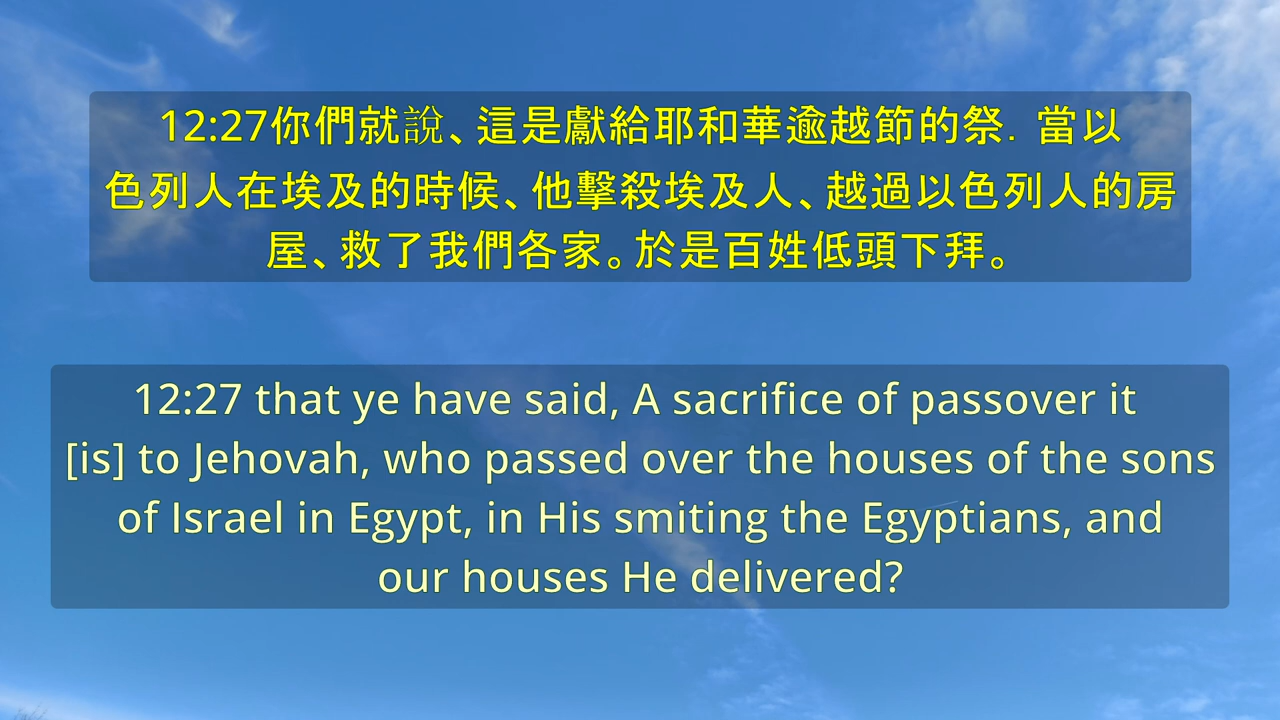 12:27你們就說、這是獻給耶和華逾越節的祭．當以
色列人在埃及的時候、他擊殺埃及人、越過以色列人的房
屋、救了我們各家。於是百姓低頭下拜。
12:27 that ye have said, A sacrifice of passover it
[is] to Jehovah, who passed over the houses of the sons
of Israel in Egypt, in His smiting the Egyptians, and
our houses He delivered?